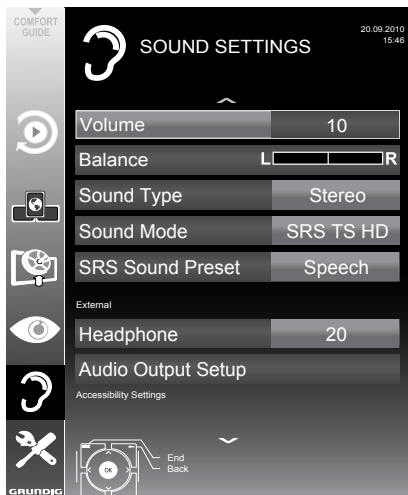 COMFORT
GUIDE
SOUND SETTINGS
20.09.2010
15:46
Volume 10
Balance L R
Sound Type Stereo
Sound Mode SRS TS HD
SRS Sound Preset Speech
External
Headphone 20
Audio Output Setup
Accessibility Settings
End
Back
OK
GRUNDIG